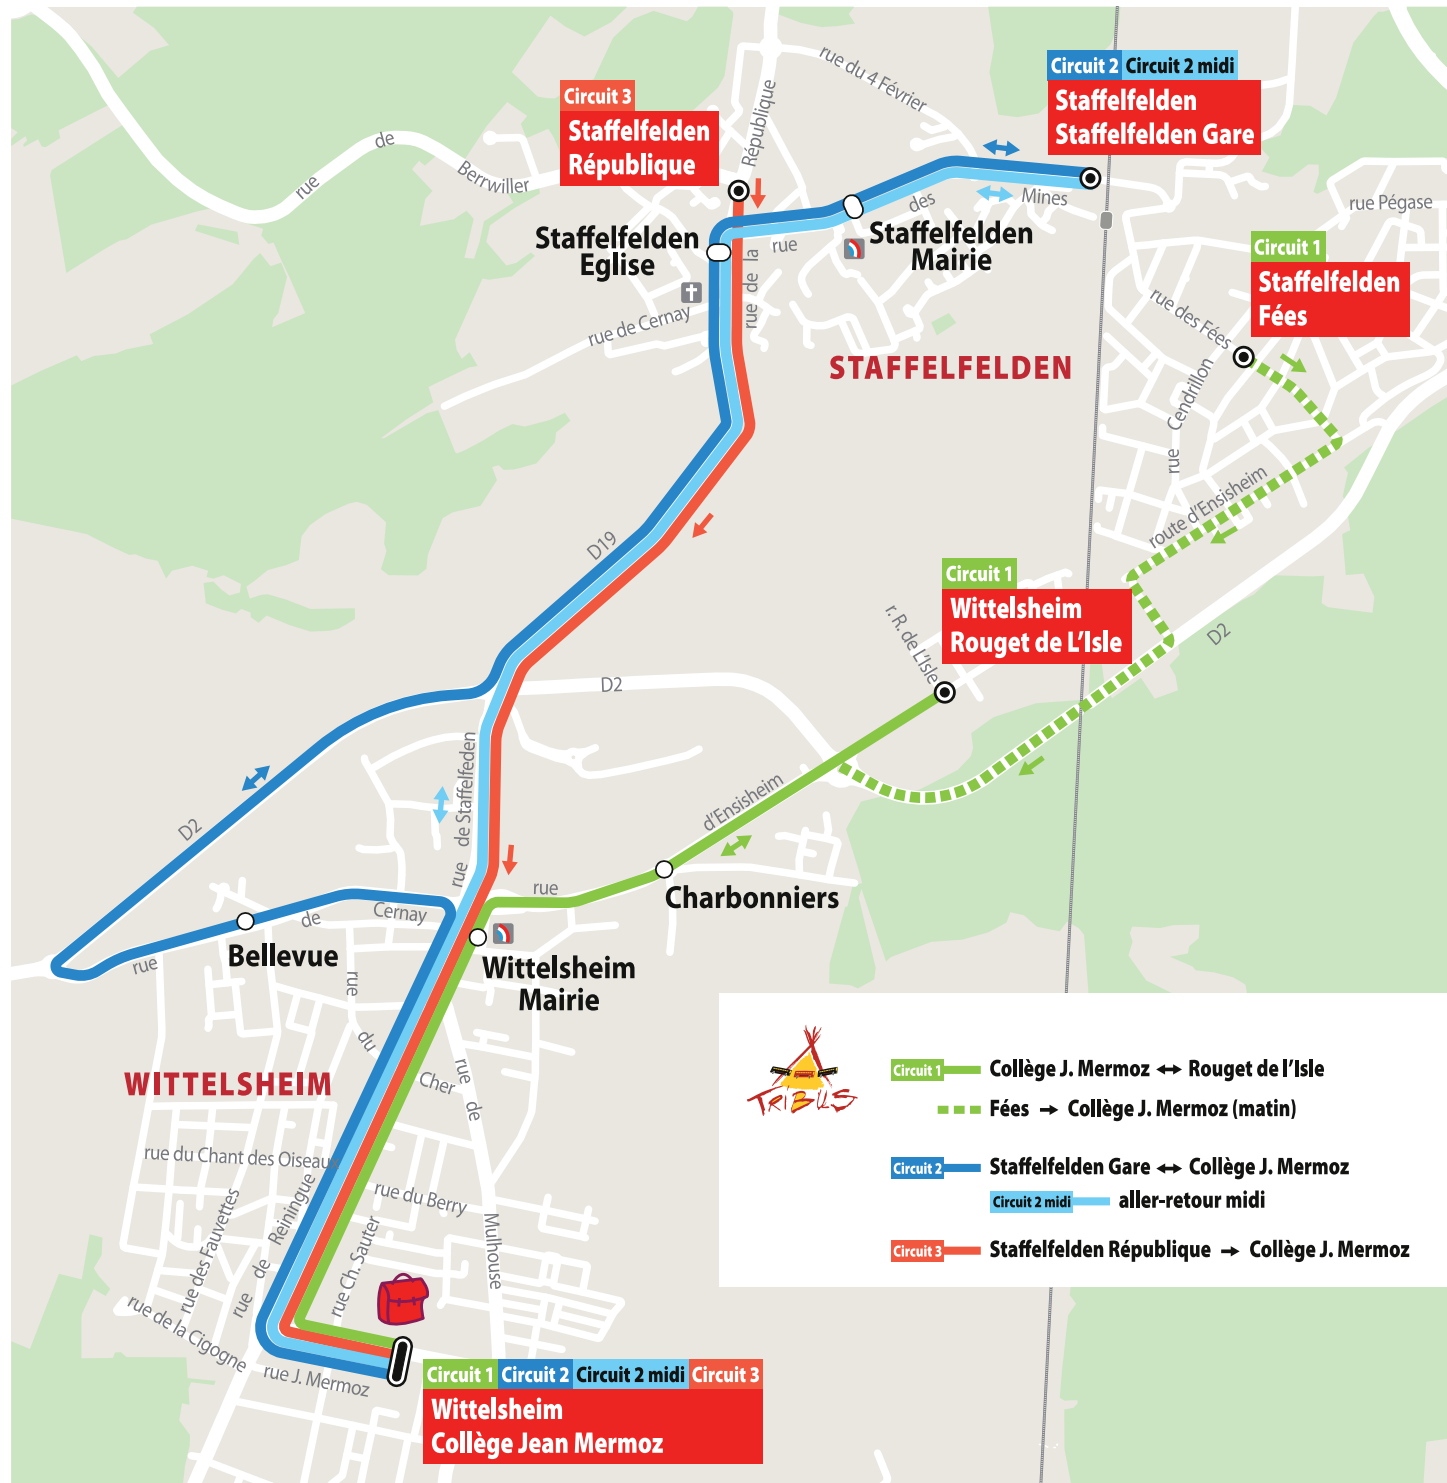 rue du 4 Février
Circuit 2 Circuit 2 midi
Staffelfelden
Staffelfelden Gare
Circuit 3
Staffelfelden
République
République
rue
de
Berrwiller
Mines
des
rue
rue Pégase
Staffelfelden
Eglise
Staffelfelden
Mairie
Circuit 1
Staffelfelden
Fées
rue de la
rue de Cernay
rue des Fées
STAFFELFELDEN
rue Cendrillon
route d'Ensisheim
D19
Circuit 1
Wittelsheim
Rouget de L'Isle
r. R. de L'Isle
D2
D2
rue de Staffelfeden
d'Ensisheim
D2
rue
Charbonniers
Cernay
de
rue
Bellevue
Wittelsheim
Mairie
rue
du
Cher
rue de
Mulhouse
WITTELSHEIM
rue du Chant des Oiseaux
rue du Berry
rue des Fauvettes
rue de Reiningue
rue Ch. Sauter
rue de la Cigogne
rue J. Mermoz
Circuit 1 Circuit 2 Circuit 2 midi Circuit 3
Wittelsheim
Collège Jean Mermoz
TRIBUS
Circuit 1 Collège J. Mermoz ↔ Rouget de l'Isle
Fées → Collège J. Mermoz (matin)
Circuit 2 Staffelfelden Gare ↔ Collège J. Mermoz
Circuit 2 midi aller-retour midi
Circuit 3 Staffelfelden République → Collège J. Mermoz